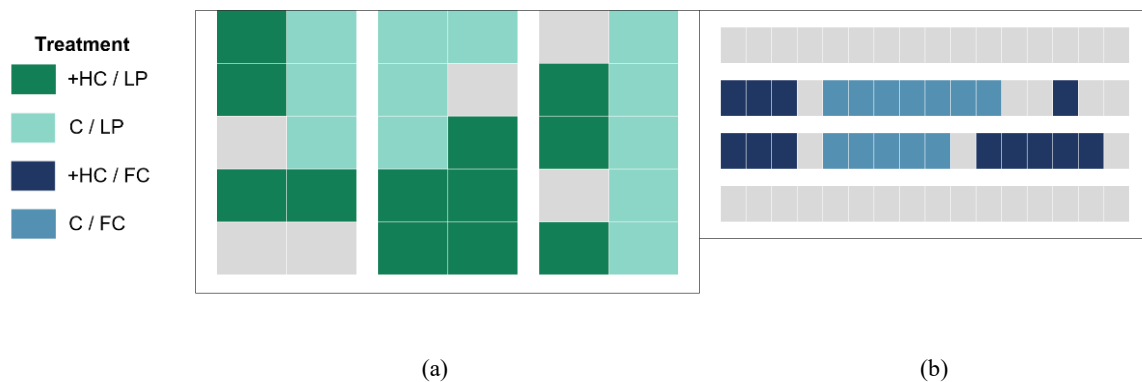 Treatment
+HC / LP
C / LP
+HC / FC
C / FC
(a)
(b)